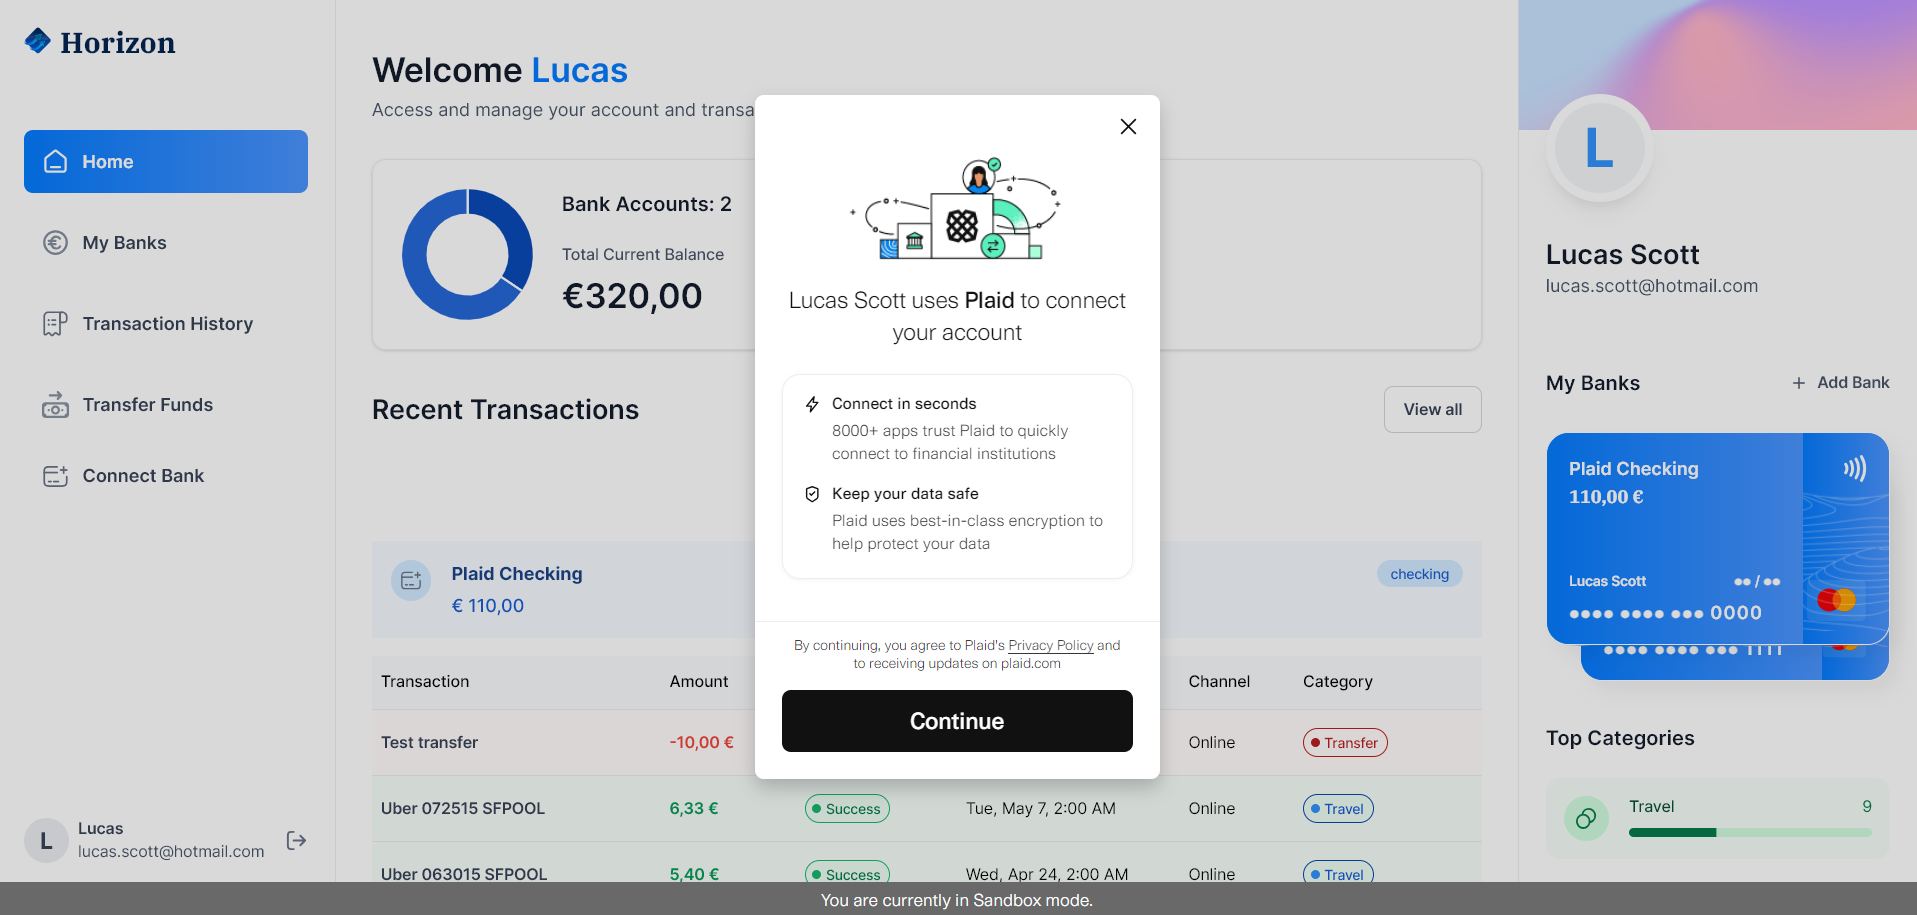 Horizon
Home
My Banks
Transaction History
Transfer Funds
Connect Bank
L
Lucas
lucas.scott@hotmail.com
Welcome Lucas
Access and manage your account and transa
Bank Accounts: 2
Total Current Balance
€320,00
Recent Transactions
View all
Plaid Checking
€ 110,00
checking
Transaction Amount Channel Category
Test transfer -10,00 € Online Transfer
Uber 072515 SFPOOL 6,33 € Success Tue, May 7, 2:00 AM Online Travel
Uber 063015 SFPOOL 5,40 € Success Wed, Apr 24, 2:00 AM Online Travel
Lucas Scott uses Plaid to connect
your account
Connect in seconds
8000+ apps trust Plaid to quickly
connect to financial institutions
Keep your data safe
Plaid uses best-in-class encryption to
help protect your data
By continuing, you agree to Plaid's Privacy Policy and
to receiving updates on plaid.com
Continue
L
Lucas Scott
lucas.scott@hotmail.com
My Banks
+ Add Bank
Plaid Checking
110,00 €
Lucas Scott ●● / ●●
●●●● ●●●● ●●● 0000
●●●● ●●●● ●●● 1111
Top Categories
Travel 9
You are currently in Sandbox mode.